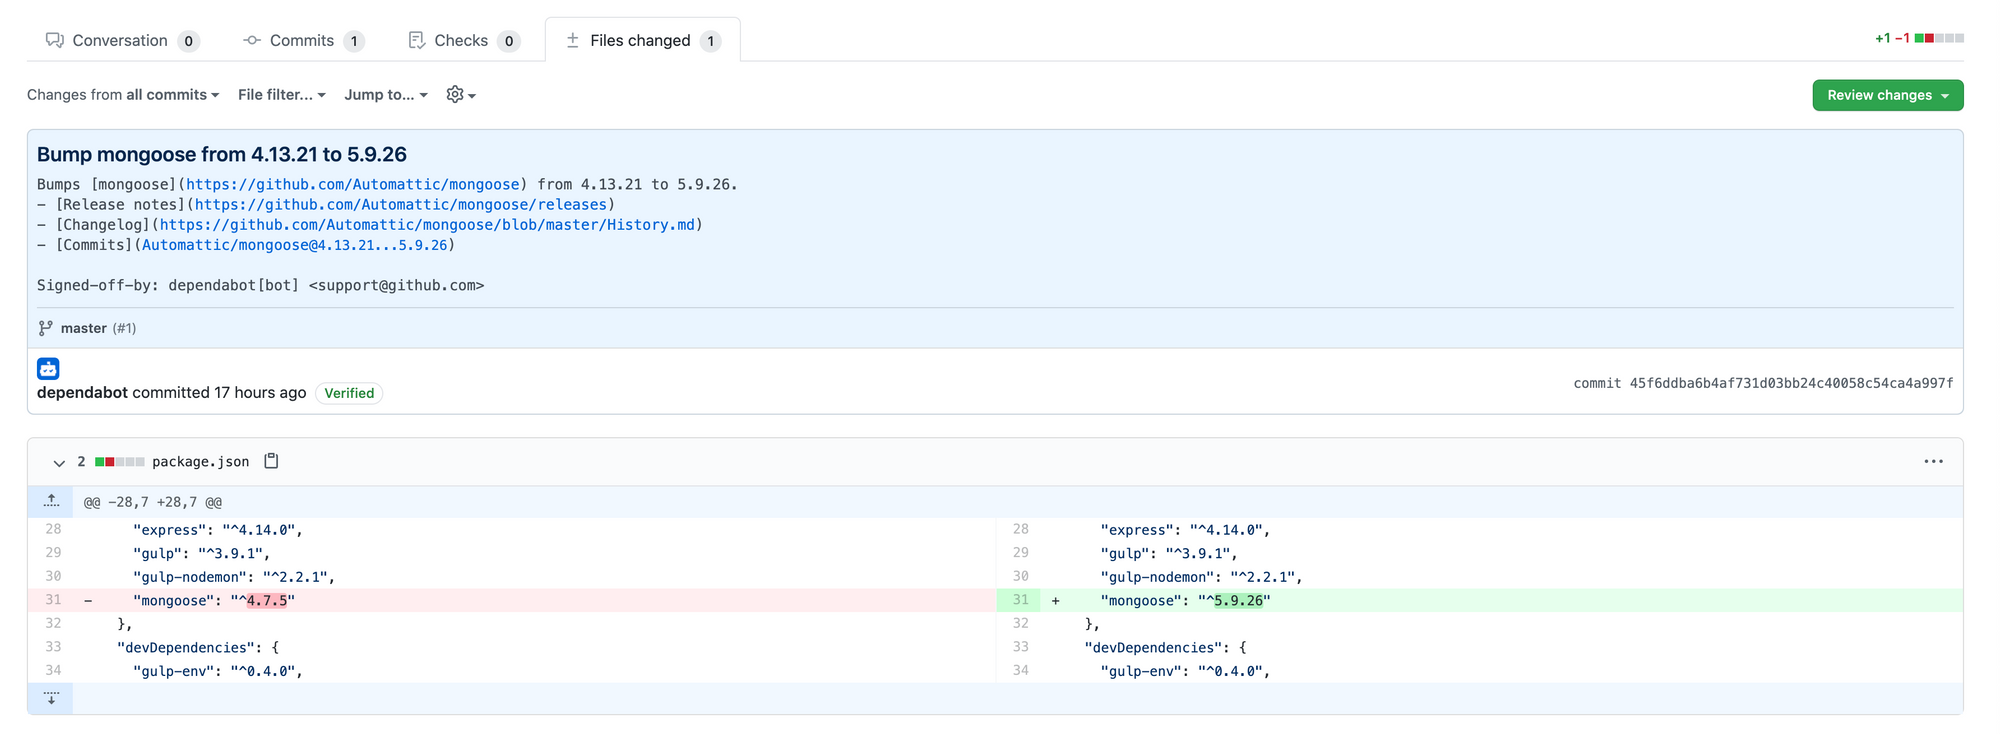 Conversation 0 Commits 1 Checks 0 Files changed 1 +1 −1
Changes from all commits File filter... Jump to... Review changes
Bump mongoose from 4.13.21 to 5.9.26
Bumps [mongoose](https://github.com/Automattic/mongoose) from 4.13.21 to 5.9.26.
- [Release notes](https://github.com/Automattic/mongoose/releases)
- [Changelog](https://github.com/Automattic/mongoose/blob/master/History.md)
- [Commits](Automattic/mongoose@4.13.21...5.9.26)
Signed-off-by: dependabot[bot] <support@github.com>
master (#1)
dependabot committed 17 hours ago Verified
commit 45f6ddba6b4af731d03bb24c40058c54ca4a997f
2 package.json
@@ -28,7 +28,7 @@
28 "express": "^4.14.0",
29 "gulp": "^3.9.1",
30 "gulp-nodemon": "^2.2.1",
31 - "mongoose": "^4.7.5"
32 },
33 "devDependencies": {
34 "gulp-env": "^0.4.0",
28 "express": "^4.14.0",
29 "gulp": "^3.9.1",
30 "gulp-nodemon": "^2.2.1",
31 + "mongoose": "^5.9.26"
32 },
33 "devDependencies": {
34 "gulp-env": "^0.4.0",